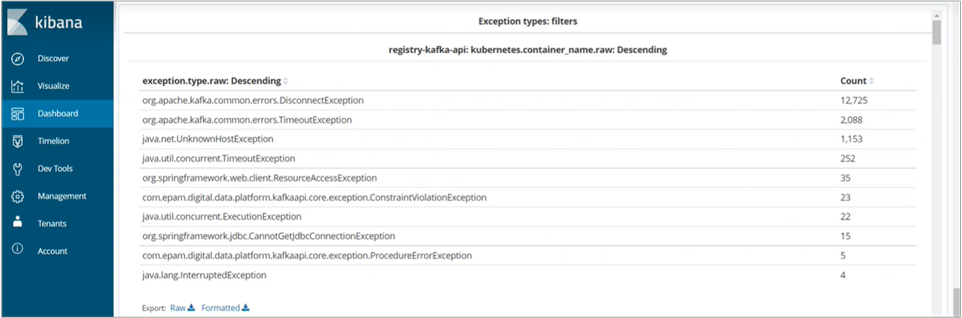 kibana
Discover
Visualize
Dashboard
Timelion
Dev Tools
Management
Tenants
Account
Exception types: filters
registry-kafka-api: kubernetes.container_name.raw: Descending
exception.type.raw: Descending Count
org.apache.kafka.common.errors.DisconnectException 12,725
org.apache.kafka.common.errors.TimeoutException 2,088
java.net.UnknownHostException 1,153
java.util.concurrent.TimeoutException 252
org.springframework.web.client.ResourceAccessException 35
com.epam.digital.data.platform.kafkaapi.core.exception.ConstraintViolationException 23
java.util.concurrent.ExecutionException 22
org.springframework.jdbc.CannotGetJdbcConnectionException 15
com.epam.digital.data.platform.kafkaapi.core.exception.ProcedureErrorException 5
java.lang.InterruptedException 4
Export: Raw Formatted